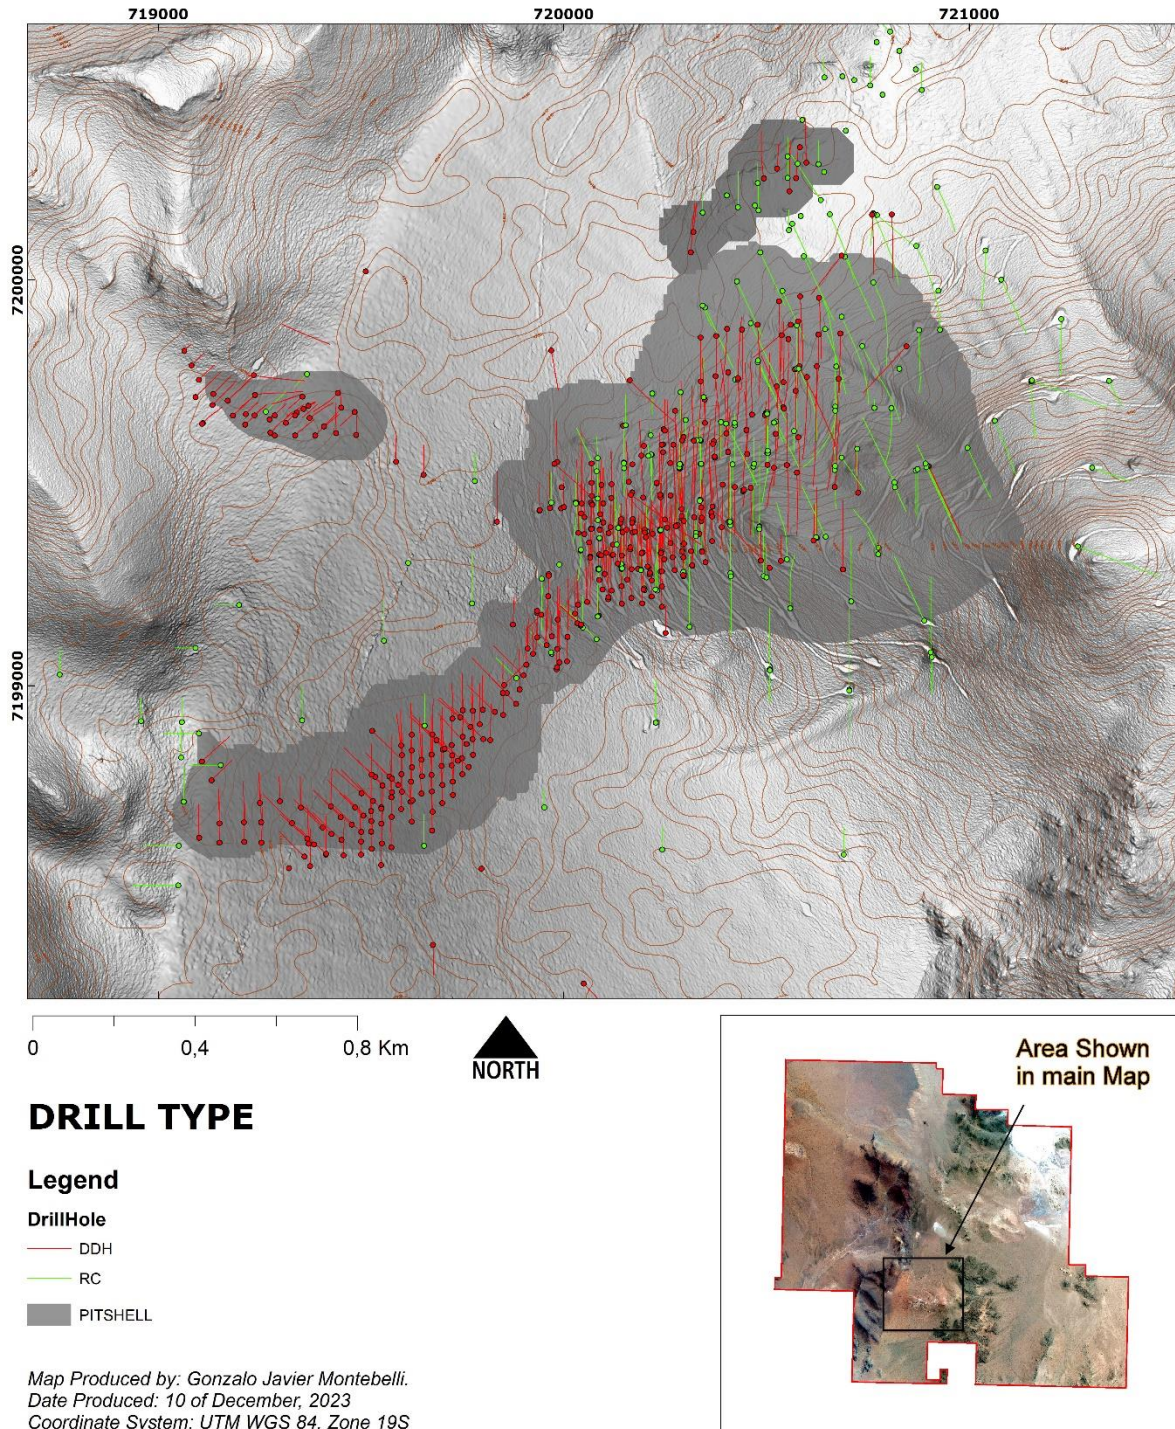 719000 720000 721000
7200000
7199000
0 0,4 0,8 Km
NORTH
DRILL TYPE
Legend
DrillHole
DDH
RC
PITSHELL
Map Produced by: Gonzalo Javier Montebelli.
Date Produced: 10 of December, 2023
Coordinate System: UTM WGS 84, Zone 19S
Area Shown
in main Map